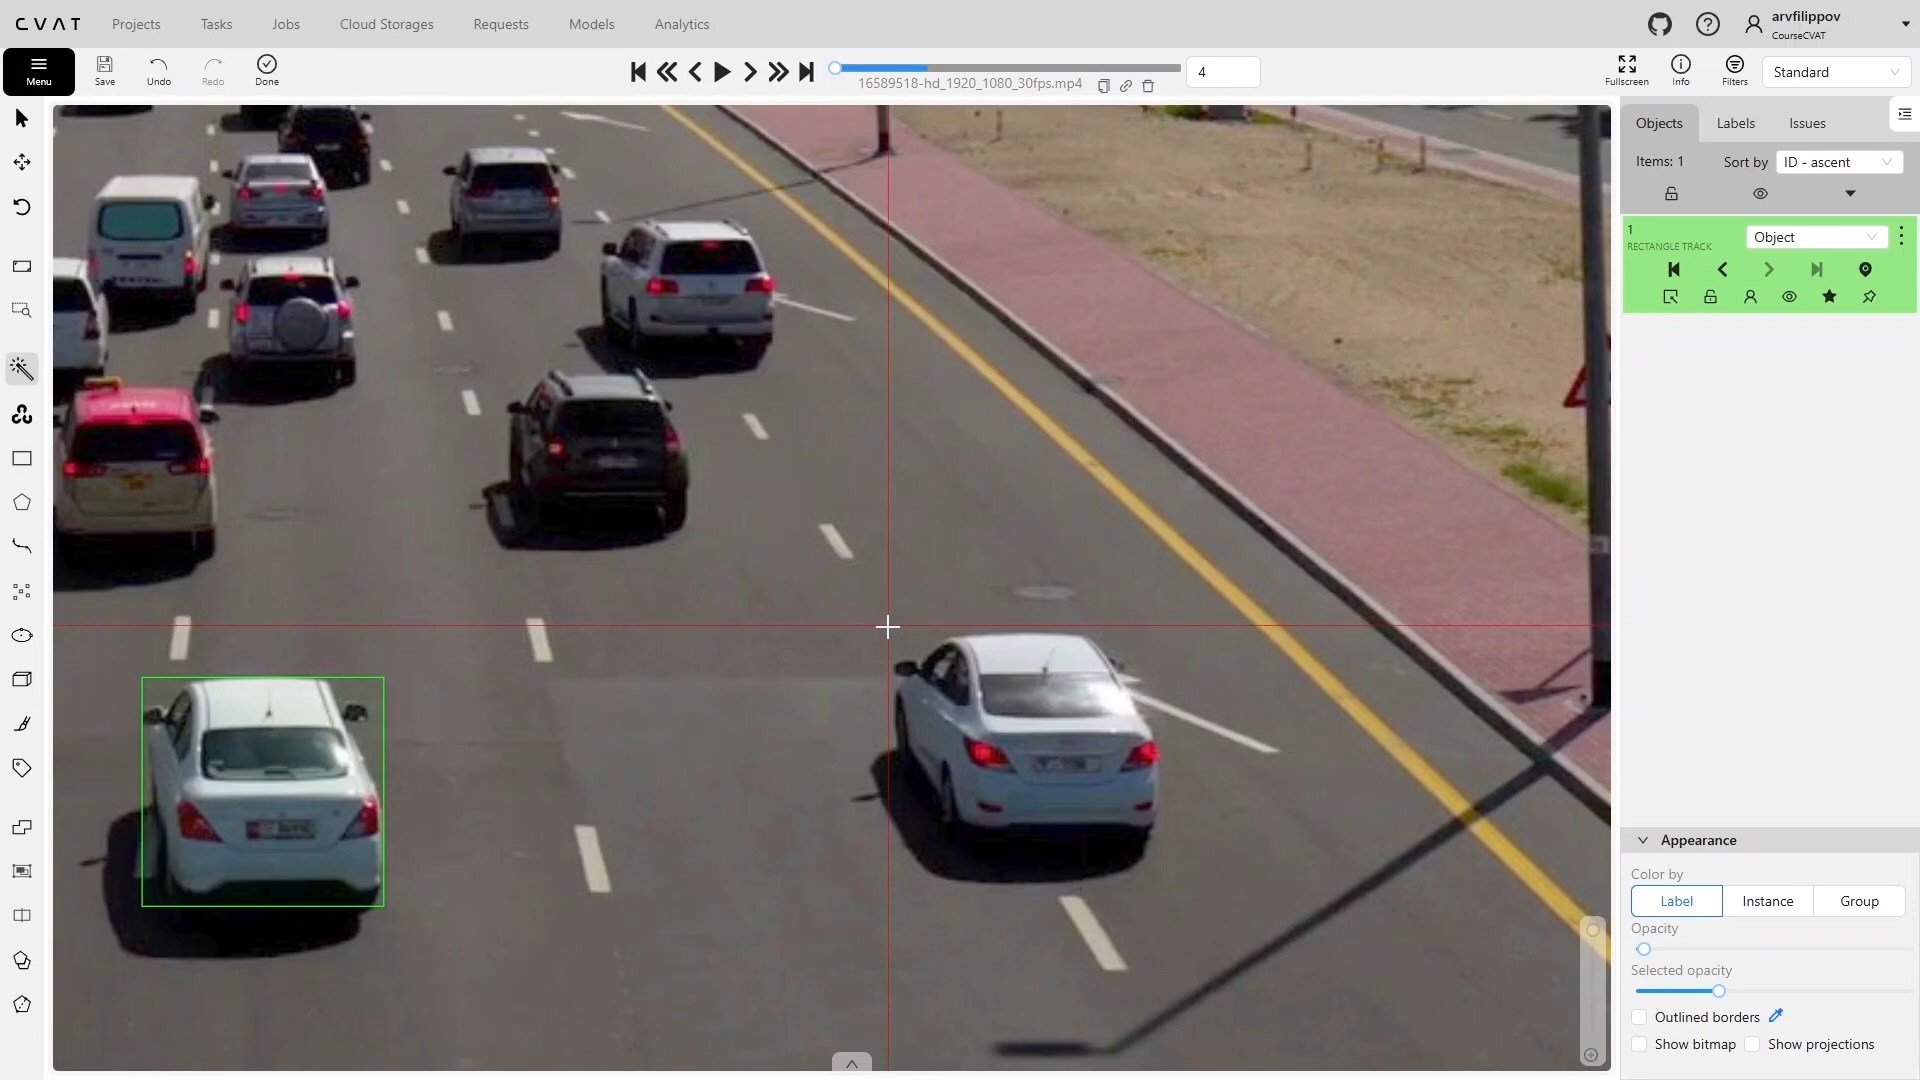 CVAT Projects Tasks Jobs Cloud Storages Requests Models Analytics arvfilippov
CourseCVAT
Menu Save Undo Redo Done 4 Fullscreen Info Filters Standard
16589518-hd_1920_1080_30fps.mp4
Objects Labels Issues
Items: 1 Sort by ID - ascent
1
RECTANGLE TRACK Object
Appearance
Color by
Label Instance Group
Opacity
Selected opacity
Outlined borders
Show bitmap Show projections